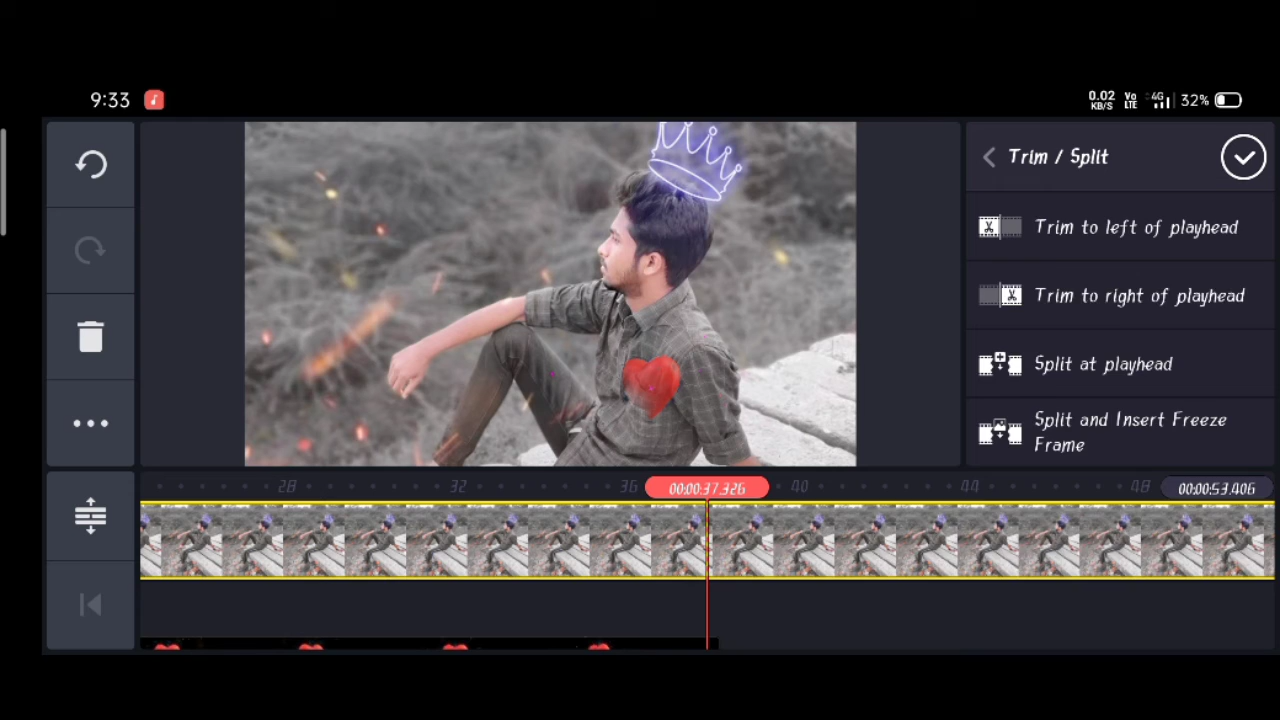 9:33
0.02 KB/S Vo LTE 4G 32%
Trim / Split
Trim to left of playhead
Trim to right of playhead
Split at playhead
Split and Insert Freeze
Frame
28 32 36 00:00:37.326 40 44 48 00:00:53.406